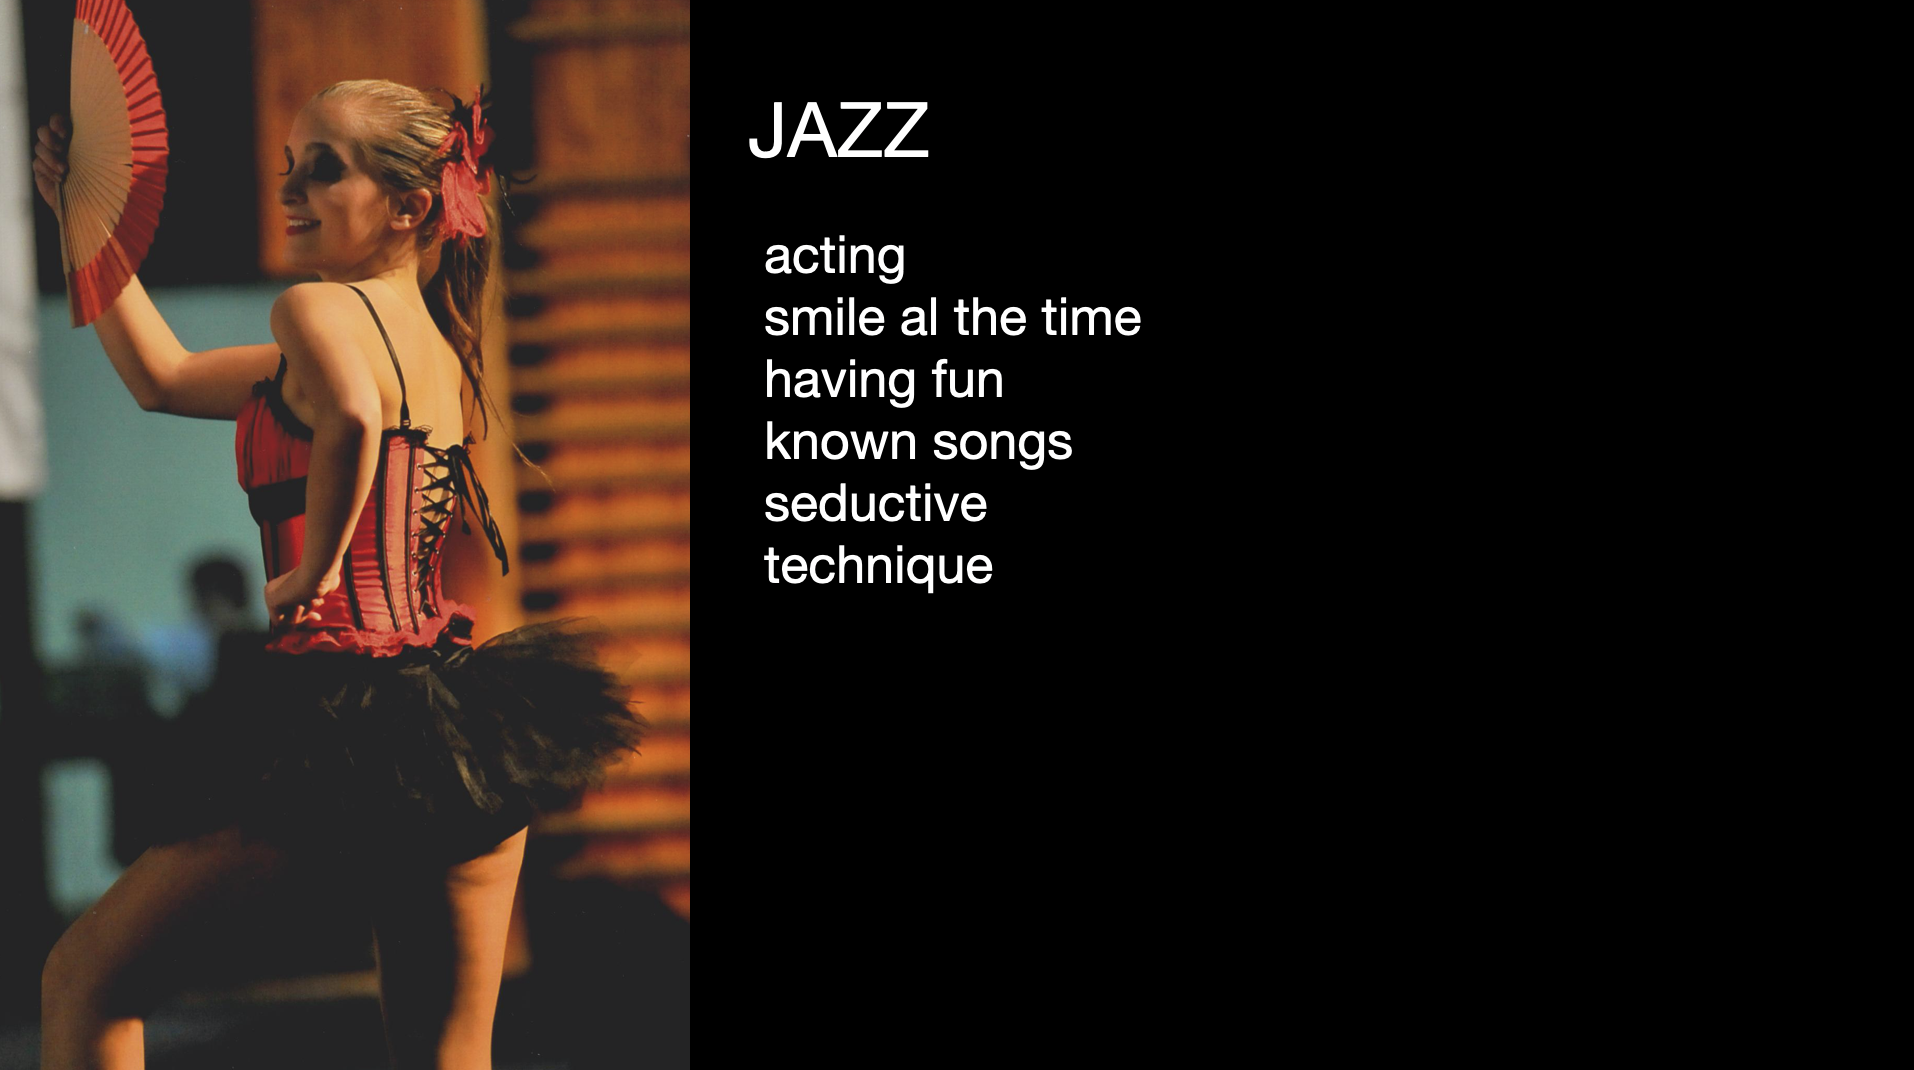 JAZZ
acting
smile al the time
having fun
known songs
seductive
technique